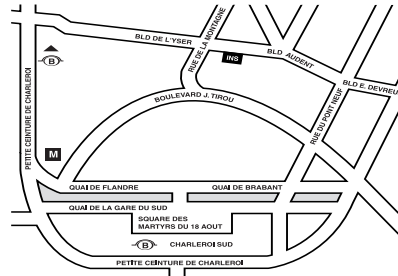 BLD DE L'YSER
RUE DE LA MONTAGNE
INS
BLD AUDENT
BLD E. DEVREU
B
PETITE CEINTURE DE CHARLEROI
BOULEVARD J. TIROU
RUE DU PONT NEUF
M
QUAI DE FLANDRE
QUAI DE BRABANT
QUAI DE LA GARE DU SUD
SQUARE DES
MARTYRS DU 18 AOUT
B
CHARLEROI SUD
PETITE CEINTURE DE CHARLEROI